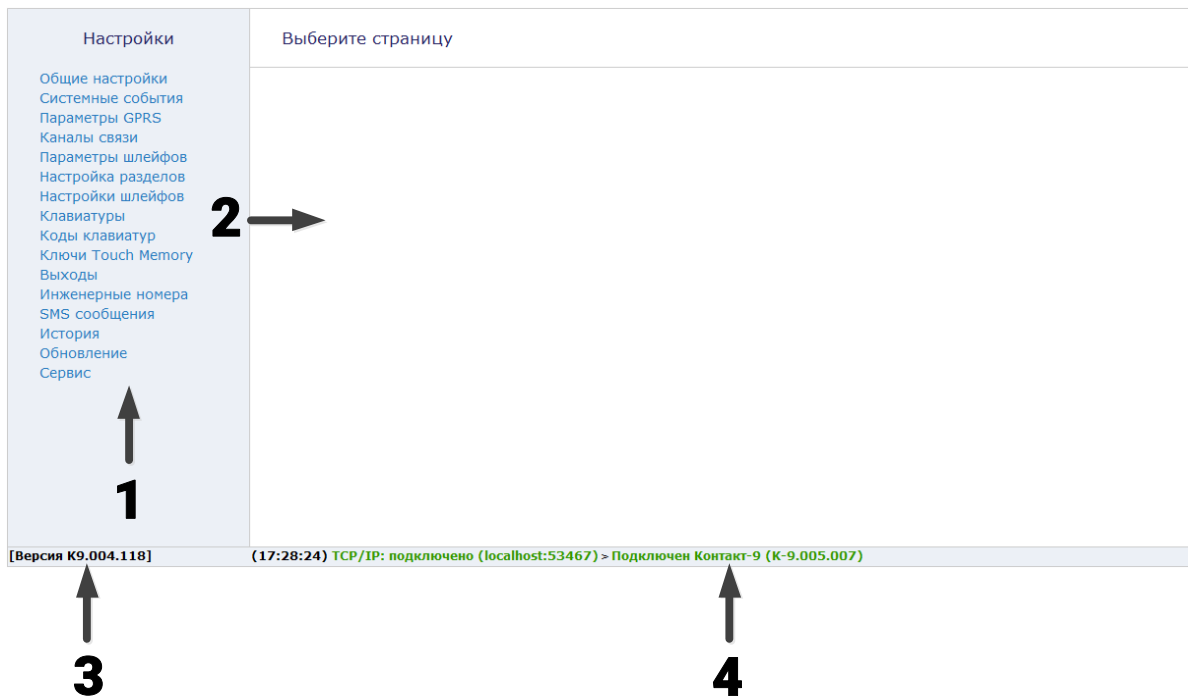 Настройки
Выберите страницу
Общие настройки
Системные события
Параметры GPRS
Каналы связи
Параметры шлейфов
Настройка разделов
Настройки шлейфов
Клавиатуры
Коды клавиатур
Ключи Touch Memory
Выходы
Инженерные номера
SMS сообщения
История
Обновление
Сервис
2
1
[Версия К9.004.118]
(17:28:24) TCP/IP: подключено (localhost:53467) > Подключен Контакт-9 (К-9.005.007)
3
4